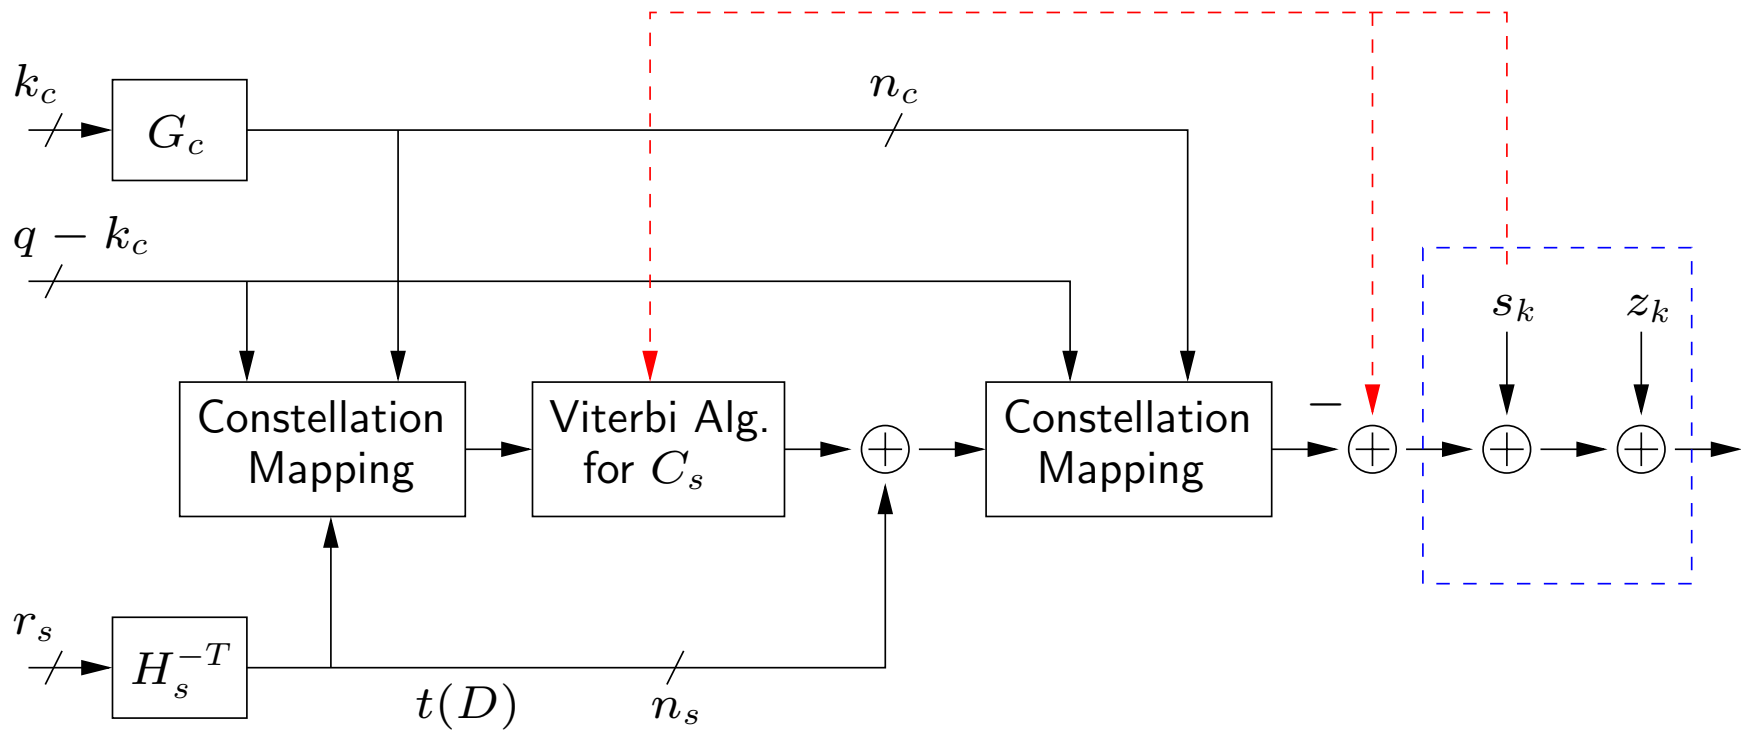 k_c
n_c
G_c
q − k_c
s_k
z_k
Constellation
Mapping
Viterbi Alg.
for C_s
Constellation
Mapping
−
r_s
H_s^{−T}
t(D)
n_s